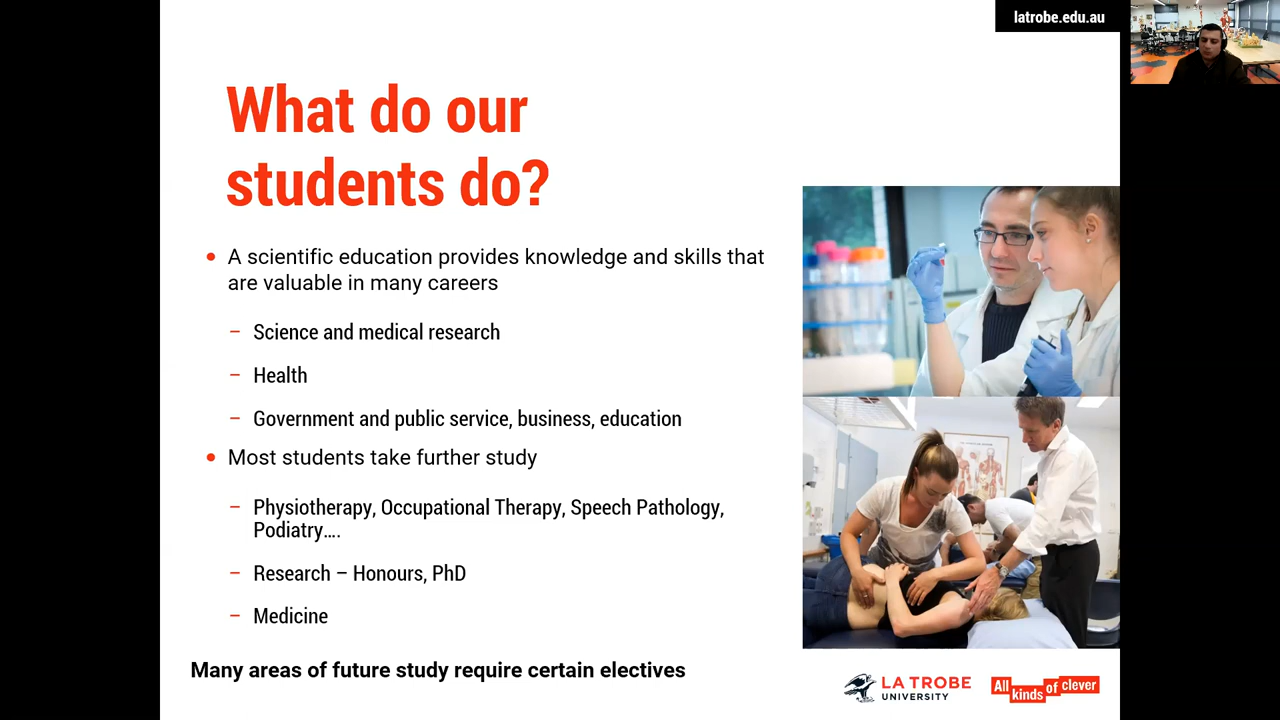 latrobe.edu.au
What do our
students do?
• A scientific education provides knowledge and skills that
are valuable in many careers
– Science and medical research
– Health
– Government and public service, business, education
• Most students take further study
– Physiotherapy, Occupational Therapy, Speech Pathology,
Podiatry....
– Research – Honours, PhD
– Medicine
Many areas of future study require certain electives
LA TROBE
UNIVERSITY
All kinds of clever